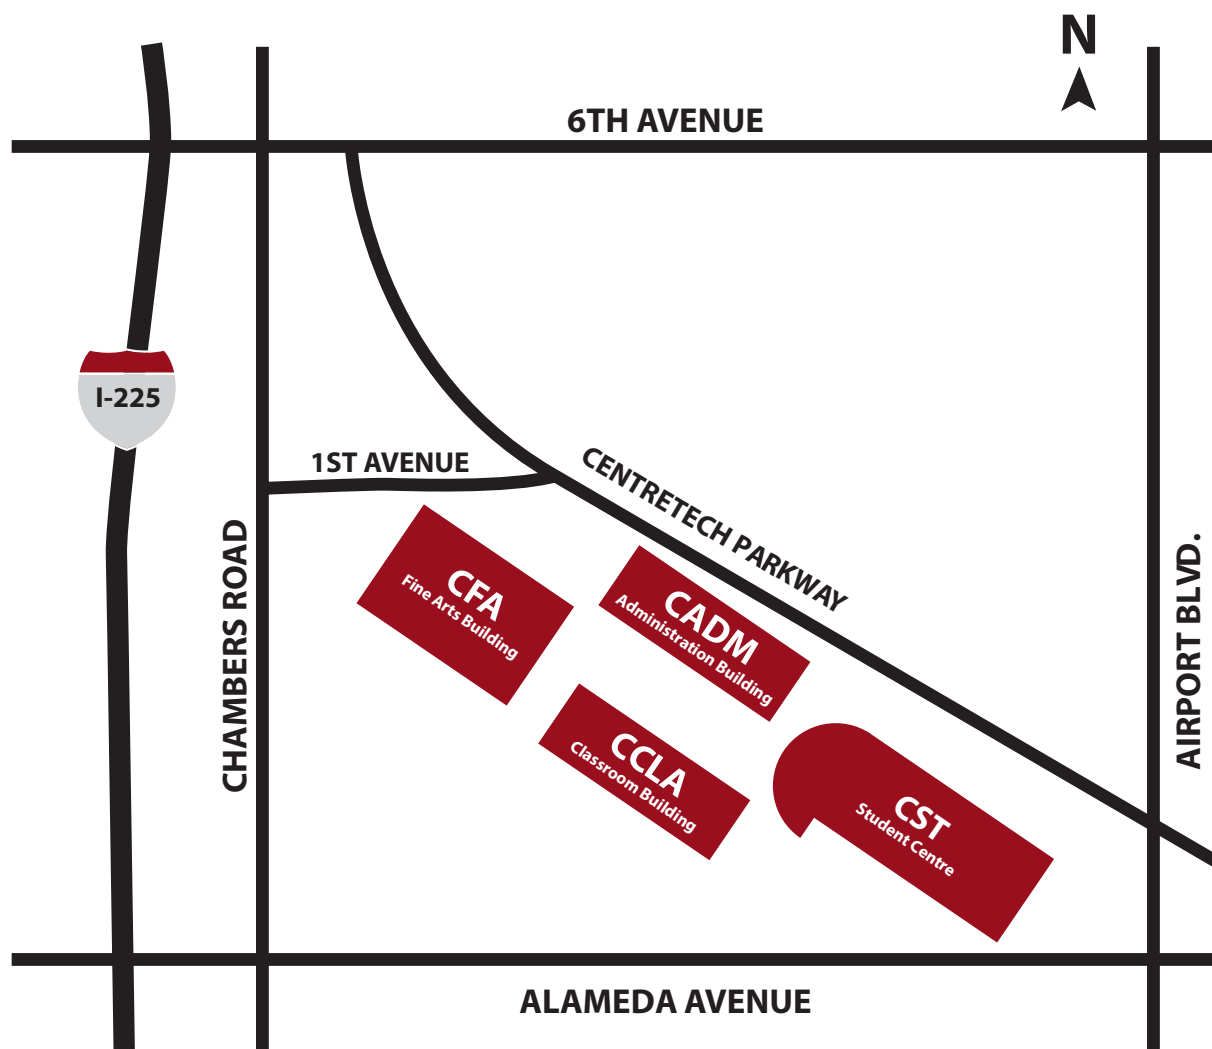 N
6TH AVENUE
I-225
1ST AVENUE
CENTRETECH PARKWAY
CHAMBERS ROAD
AIRPORT BLVD.
CFA
Fine Arts Building
CADM
Administration Building
CCLA
Classroom Building
CST
Student Centre
ALAMEDA AVENUE